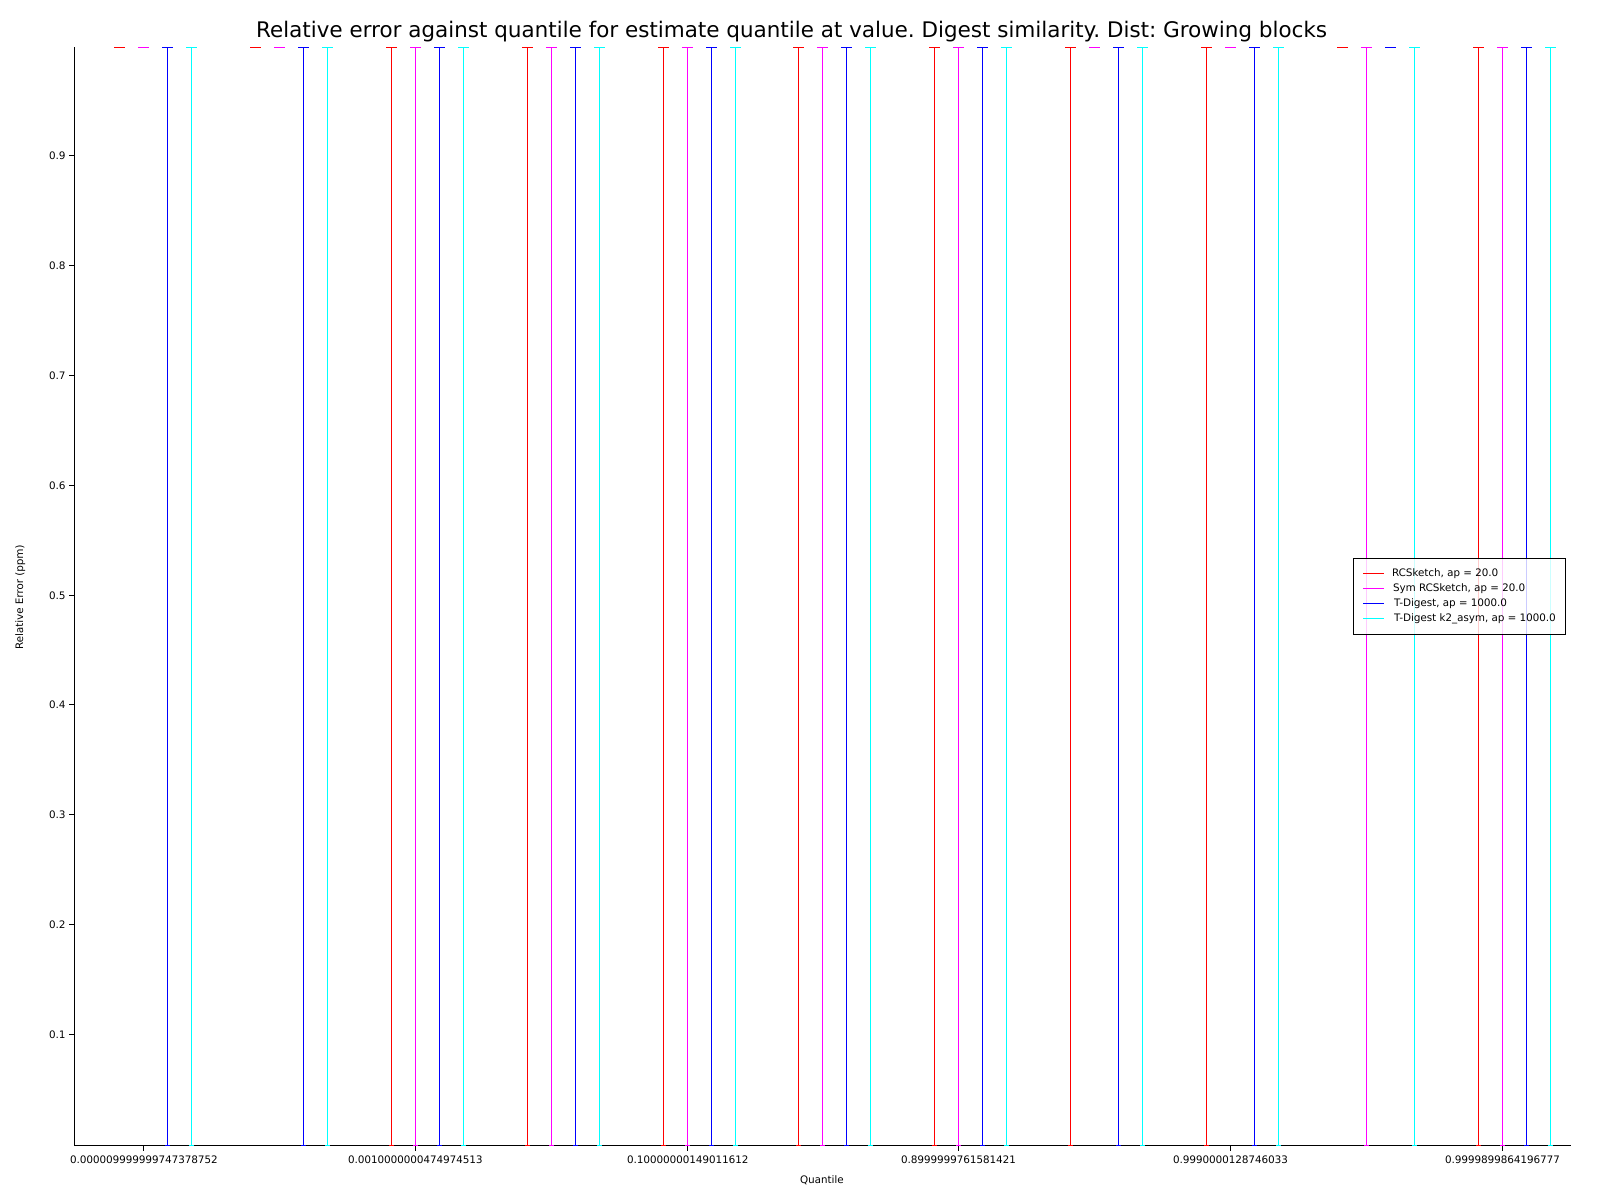 Relative error against quantile for estimate quantile at value. Digest similarity. Dist: Growing blocks
0.9
0.8
0.7
0.6
0.5
0.4
0.3
0.2
0.1
Relative Error (ppm)
RCSketch, ap = 20.0
Sym RCSketch, ap = 20.0
T-Digest, ap = 1000.0
T-Digest k2_asym, ap = 1000.0
0.0000099999999747378752 0.0010000000474974513 0.10000000149011612 0.8999999761581421 0.9990000128746033 0.9999899864196777
Quantile